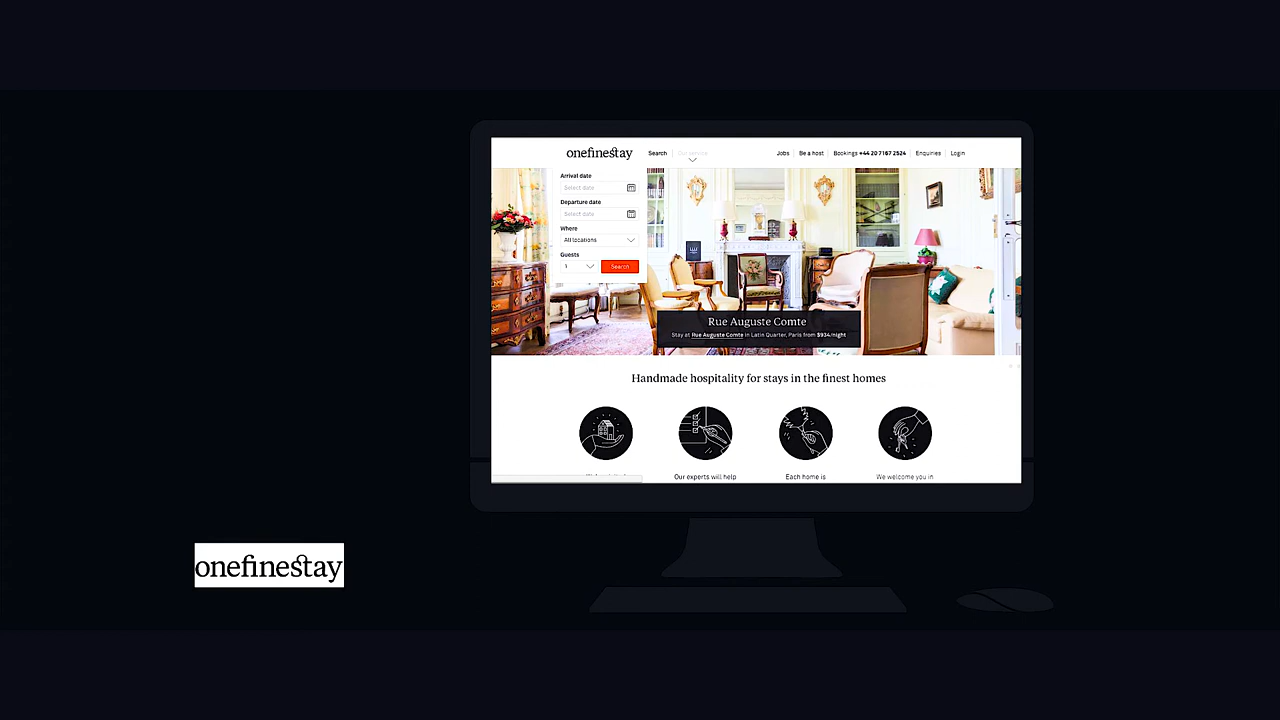 onefinestay
Search
Our service
Jobs
Be a host
Bookings +44 20 7167 2524
Enquiries
Login
Arrival date
Select date
Departure date
Select date
Where
All locations
Guests
1
Search
Rue Auguste Comte
Stay at Rue Auguste Comte in Latin Quarter, Paris from $934/night
Handmade hospitality for stays in the finest homes
Our experts will help
Each home is
We welcome you in
onefinestay